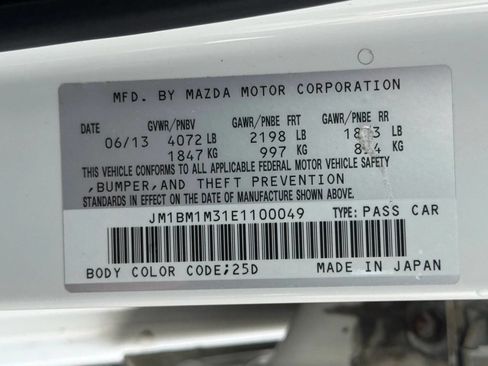 MFD. BY MAZDA MOTOR CORPORATION
DATE GVWR/PNBV GAWR/PNBE FRT GAWR/PNBE RR
06/13 4072 LB 2198 LB LB
1847 KG 997 KG KG
THIS VEHICLE CONFORMS TO ALL APPLICABLE FEDERAL MOTOR VEHICLE SAFETY
,BUMPER,AND THEFT PREVENTION
STANDARDS IN EFFECT ON THE DATE OF MANUFACTURE SHOWN ABOVE.
JM1BM1M31E1100049 TYPE: PASS CAR
BODY COLOR CODE;25D MADE IN JAPAN